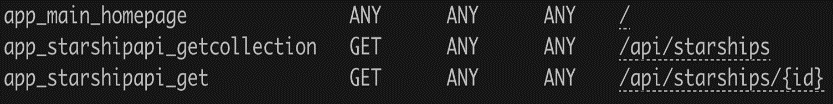 app_main_homepage ANY ANY ANY /
app_starshipapi_getcollection GET ANY ANY /api/starships
app_starshipapi_get GET ANY ANY /api/starships/{id}